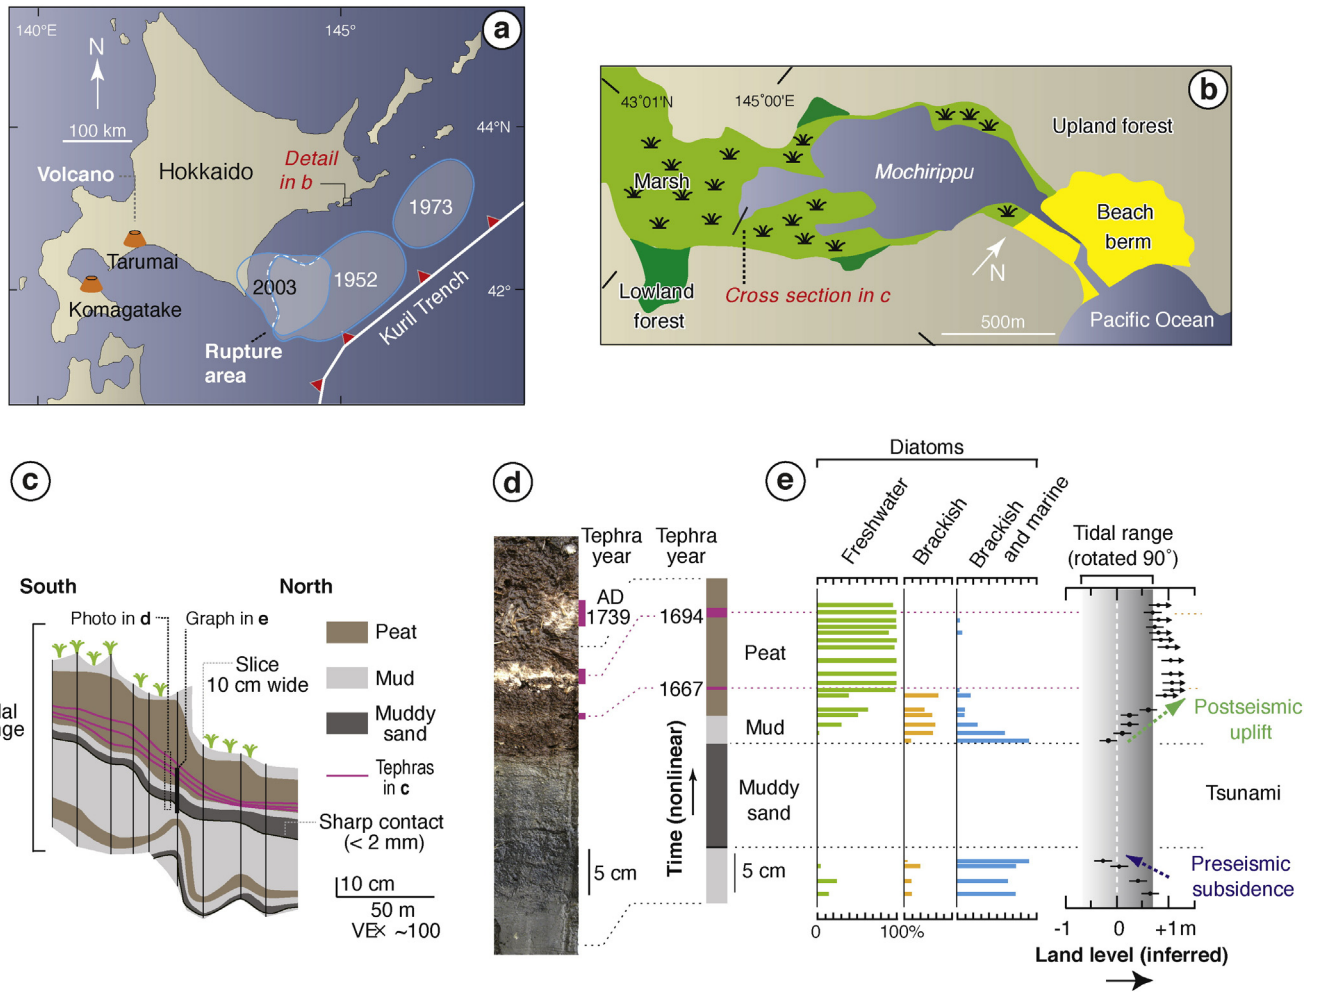 a
140°E
145°
N
100 km
44°N
Volcano
Hokkaido
Detail
in b
1973
Tarumai
2003
1952
42°
Komagatake
Kuril Trench
Rupture
area
b
43°01'N
145°00'E
Upland forest
Marsh
Mochirippu
Beach
berm
N
Lowland
forest
Cross section in c
500m
Pacific Ocean
c
South
North
Photo in d
Graph in e
Slice
10 cm wide
Peat
Mud
Muddy
sand
Tephras
in c
Sharp contact
(< 2 mm)
10 cm
50 m
VE× ~100
d
Tephra
year
Tephra
year
AD
1739
1694
1667
5 cm
Time (nonlinear)
Peat
Mud
Muddy
sand
5 cm
e
Diatoms
Freshwater
Brackish
Brackish
and marine
0
100%
Tidal range
(rotated 90°)
Postseismic
uplift
Tsunami
Preseismic
subsidence
-1
0
+1m
Land level (inferred)